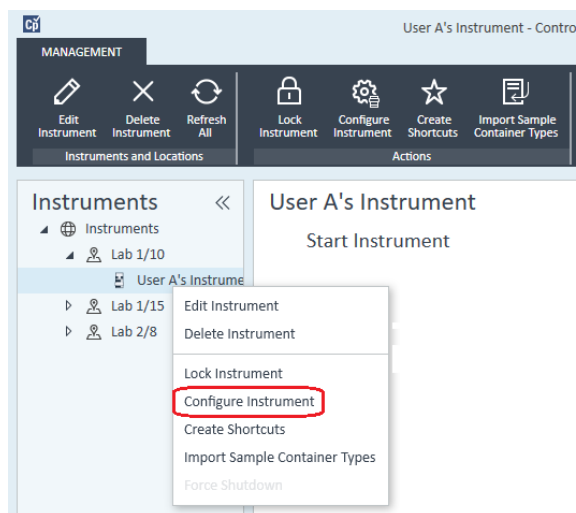 Cp
User A's Instrument - Contro
MANAGEMENT
Edit Instrument
Delete Instrument
Refresh All
Lock Instrument
Configure Instrument
Create Shortcuts
Import Sample Container Types
Instruments and Locations
Actions
Instruments
User A's Instrument
Start Instrument
Instruments
Lab 1/10
User A's Instrume
Lab 1/15
Lab 2/8
Edit Instrument
Delete Instrument
Lock Instrument
Configure Instrument
Create Shortcuts
Import Sample Container Types
Force Shutdown